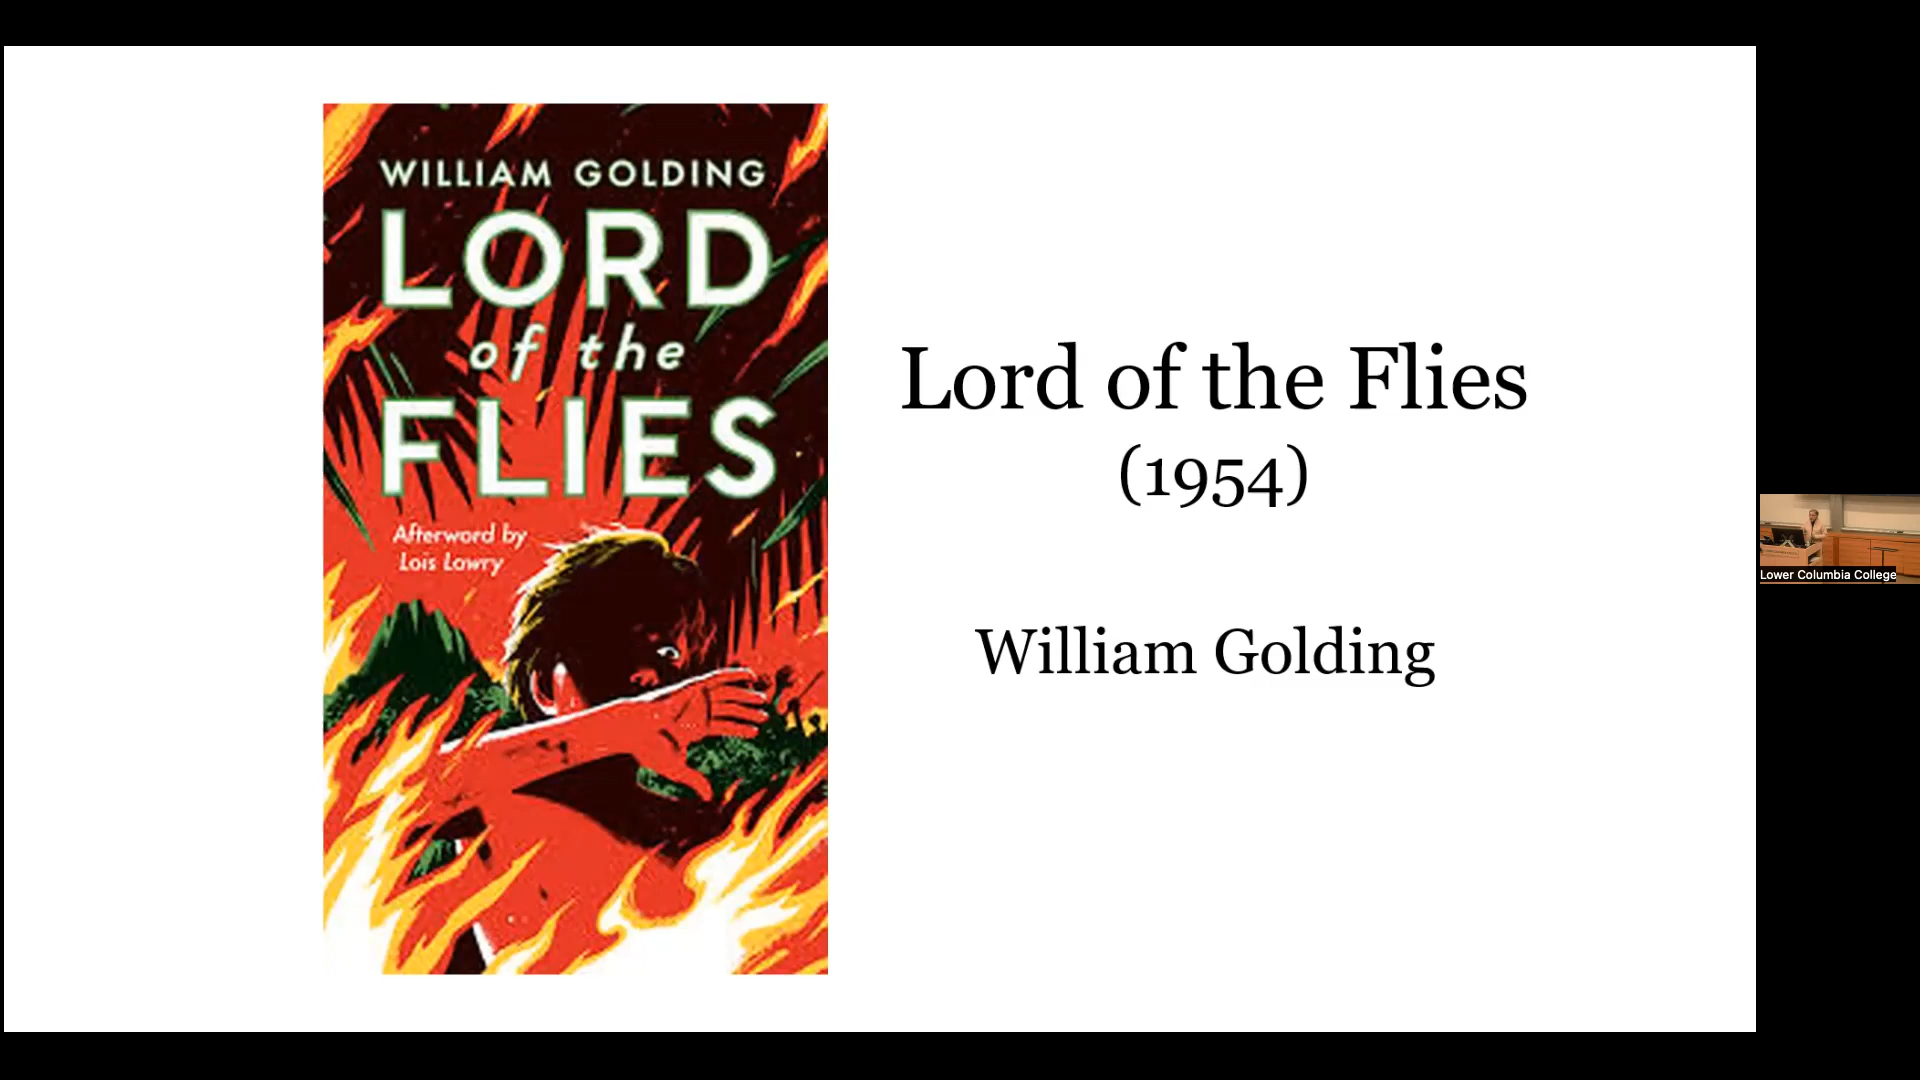 WILLIAM GOLDING
LORD
of the
FLIES
Afterword by
Lois Lowry
Lord of the Flies
(1954)
William Golding
Lower Columbia College